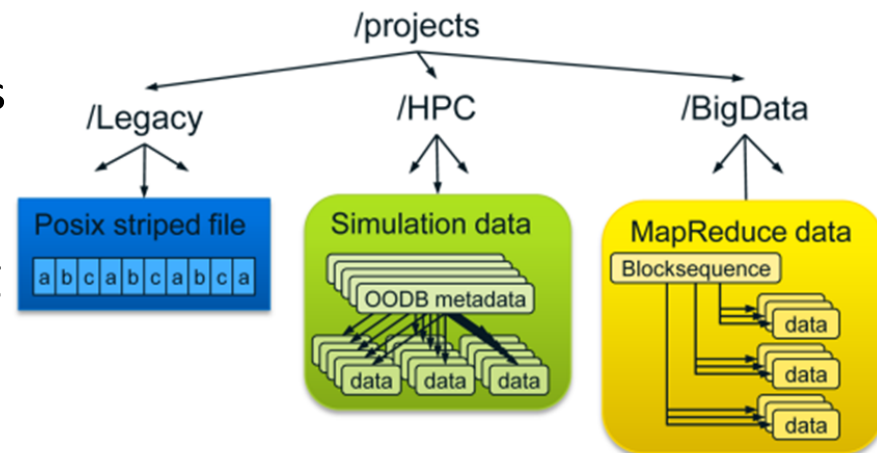 /projects
s
/Legacy
/HPC
/BigData
Posix striped file
a b c a b c a b c a
Simulation data
OODB metadata
data data data
MapReduce data
Blocksequence
data
data
data